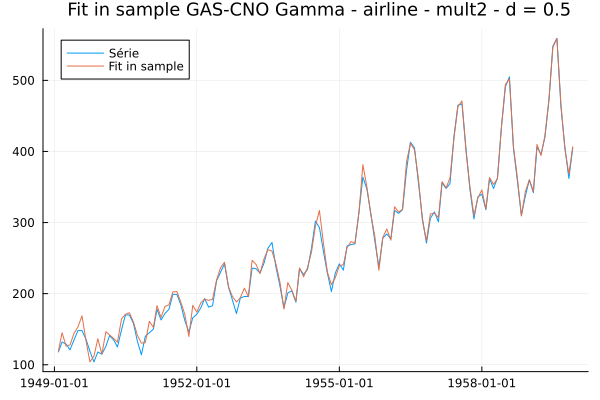 Fit in sample GAS-CNO Gamma - airline - mult2 - d = 0.5
Série
Fit in sample
500
400
300
200
100
1949-01-01 1952-01-01 1955-01-01 1958-01-01